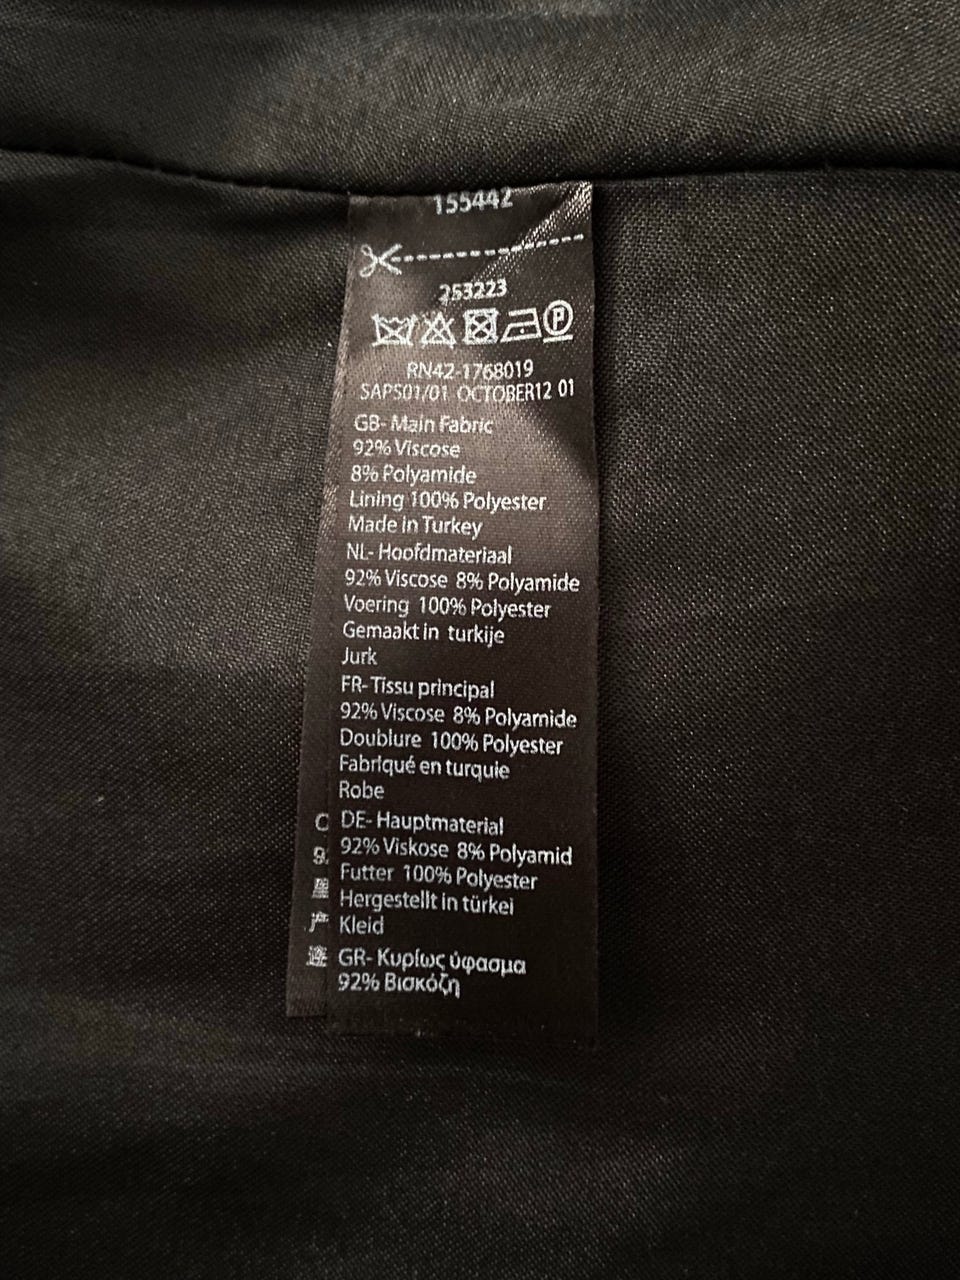 155442
253223
P
RN42-1768019
SAPS01/01 OCTOBER12 01
GB- Main Fabric
92% Viscose
8% Polyamide
Lining 100% Polyester
Made in Turkey
NL- Hoofdmateriaal
92% Viscose 8% Polyamide
Voering 100% Polyester
Gemaakt in turkije
Jurk
FR- Tissu principal
92% Viscose 8% Polyamide
Doublure 100% Polyester
Fabriqué en turquie
Robe
DE- Hauptmaterial
92% Viskose 8% Polyamid
Futter 100% Polyester
Hergestellt in türkei
Kleid
GR- Κυρίως ύφασμα
92% Βισκόζη